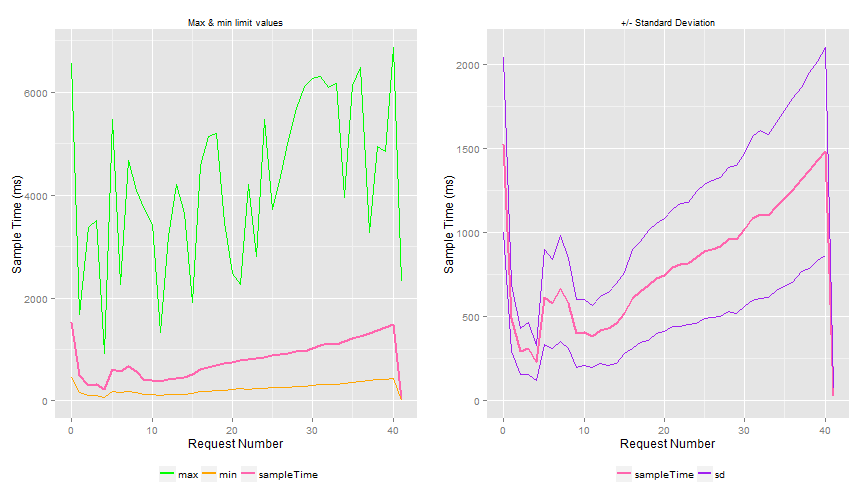 Max & min limit values
Sample Time (ms)
6000
4000
2000
0
0 10 20 30 40
Request Number
max min sampleTime
+/- Standard Deviation
Sample Time (ms)
2000
1500
1000
500
0
0 10 20 30 40
Request Number
sampleTime sd